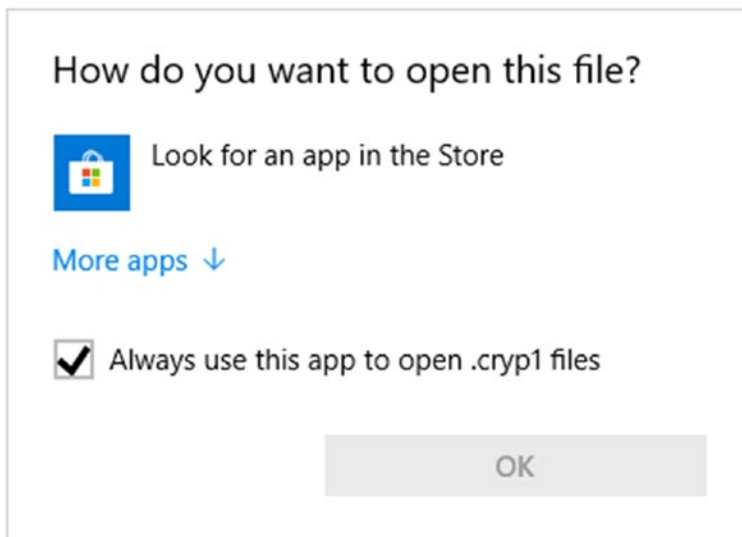 How do you want to open this file?
Look for an app in the Store
More apps ↓
Always use this app to open .cryp1 files
OK